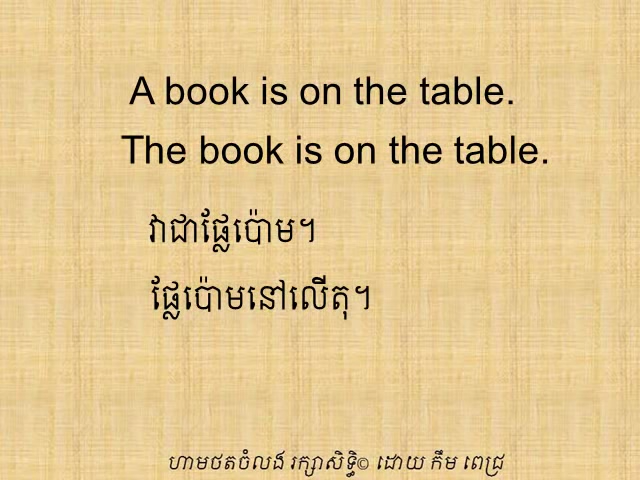 A book is on the table.
The book is on the table.
វាជាផ្លែប៉ោម។
ផ្លែប៉ោមនៅលើតុ។
ហាមថតចំលង រក្សាសិទ្ធិ© ដោយ កឹម ពេជ្រ